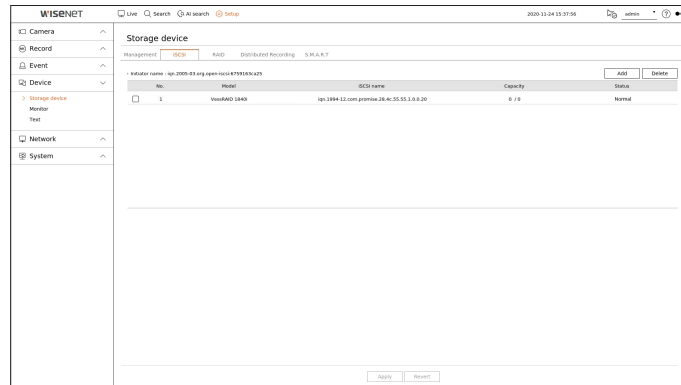 WISENET
Live Search AI search Setup
2020-11-24 15:37:56
admin
?
Camera
Record
Event
Device
> Storage device
Monitor
Text
Network
System
Storage device
Management iSCSI RAID Distributed Recording S.M.A.R.T
• Initiator name : iqn.2005-03.org.open-iscsi:6759163ca25
Add Delete
No. Model iSCSI name Capacity Status
1 VessRAID 1840i iqn.1994-12.com.promise.28.4c.55.55.1.0.0.20 0 / 0 Normal
Apply Revert